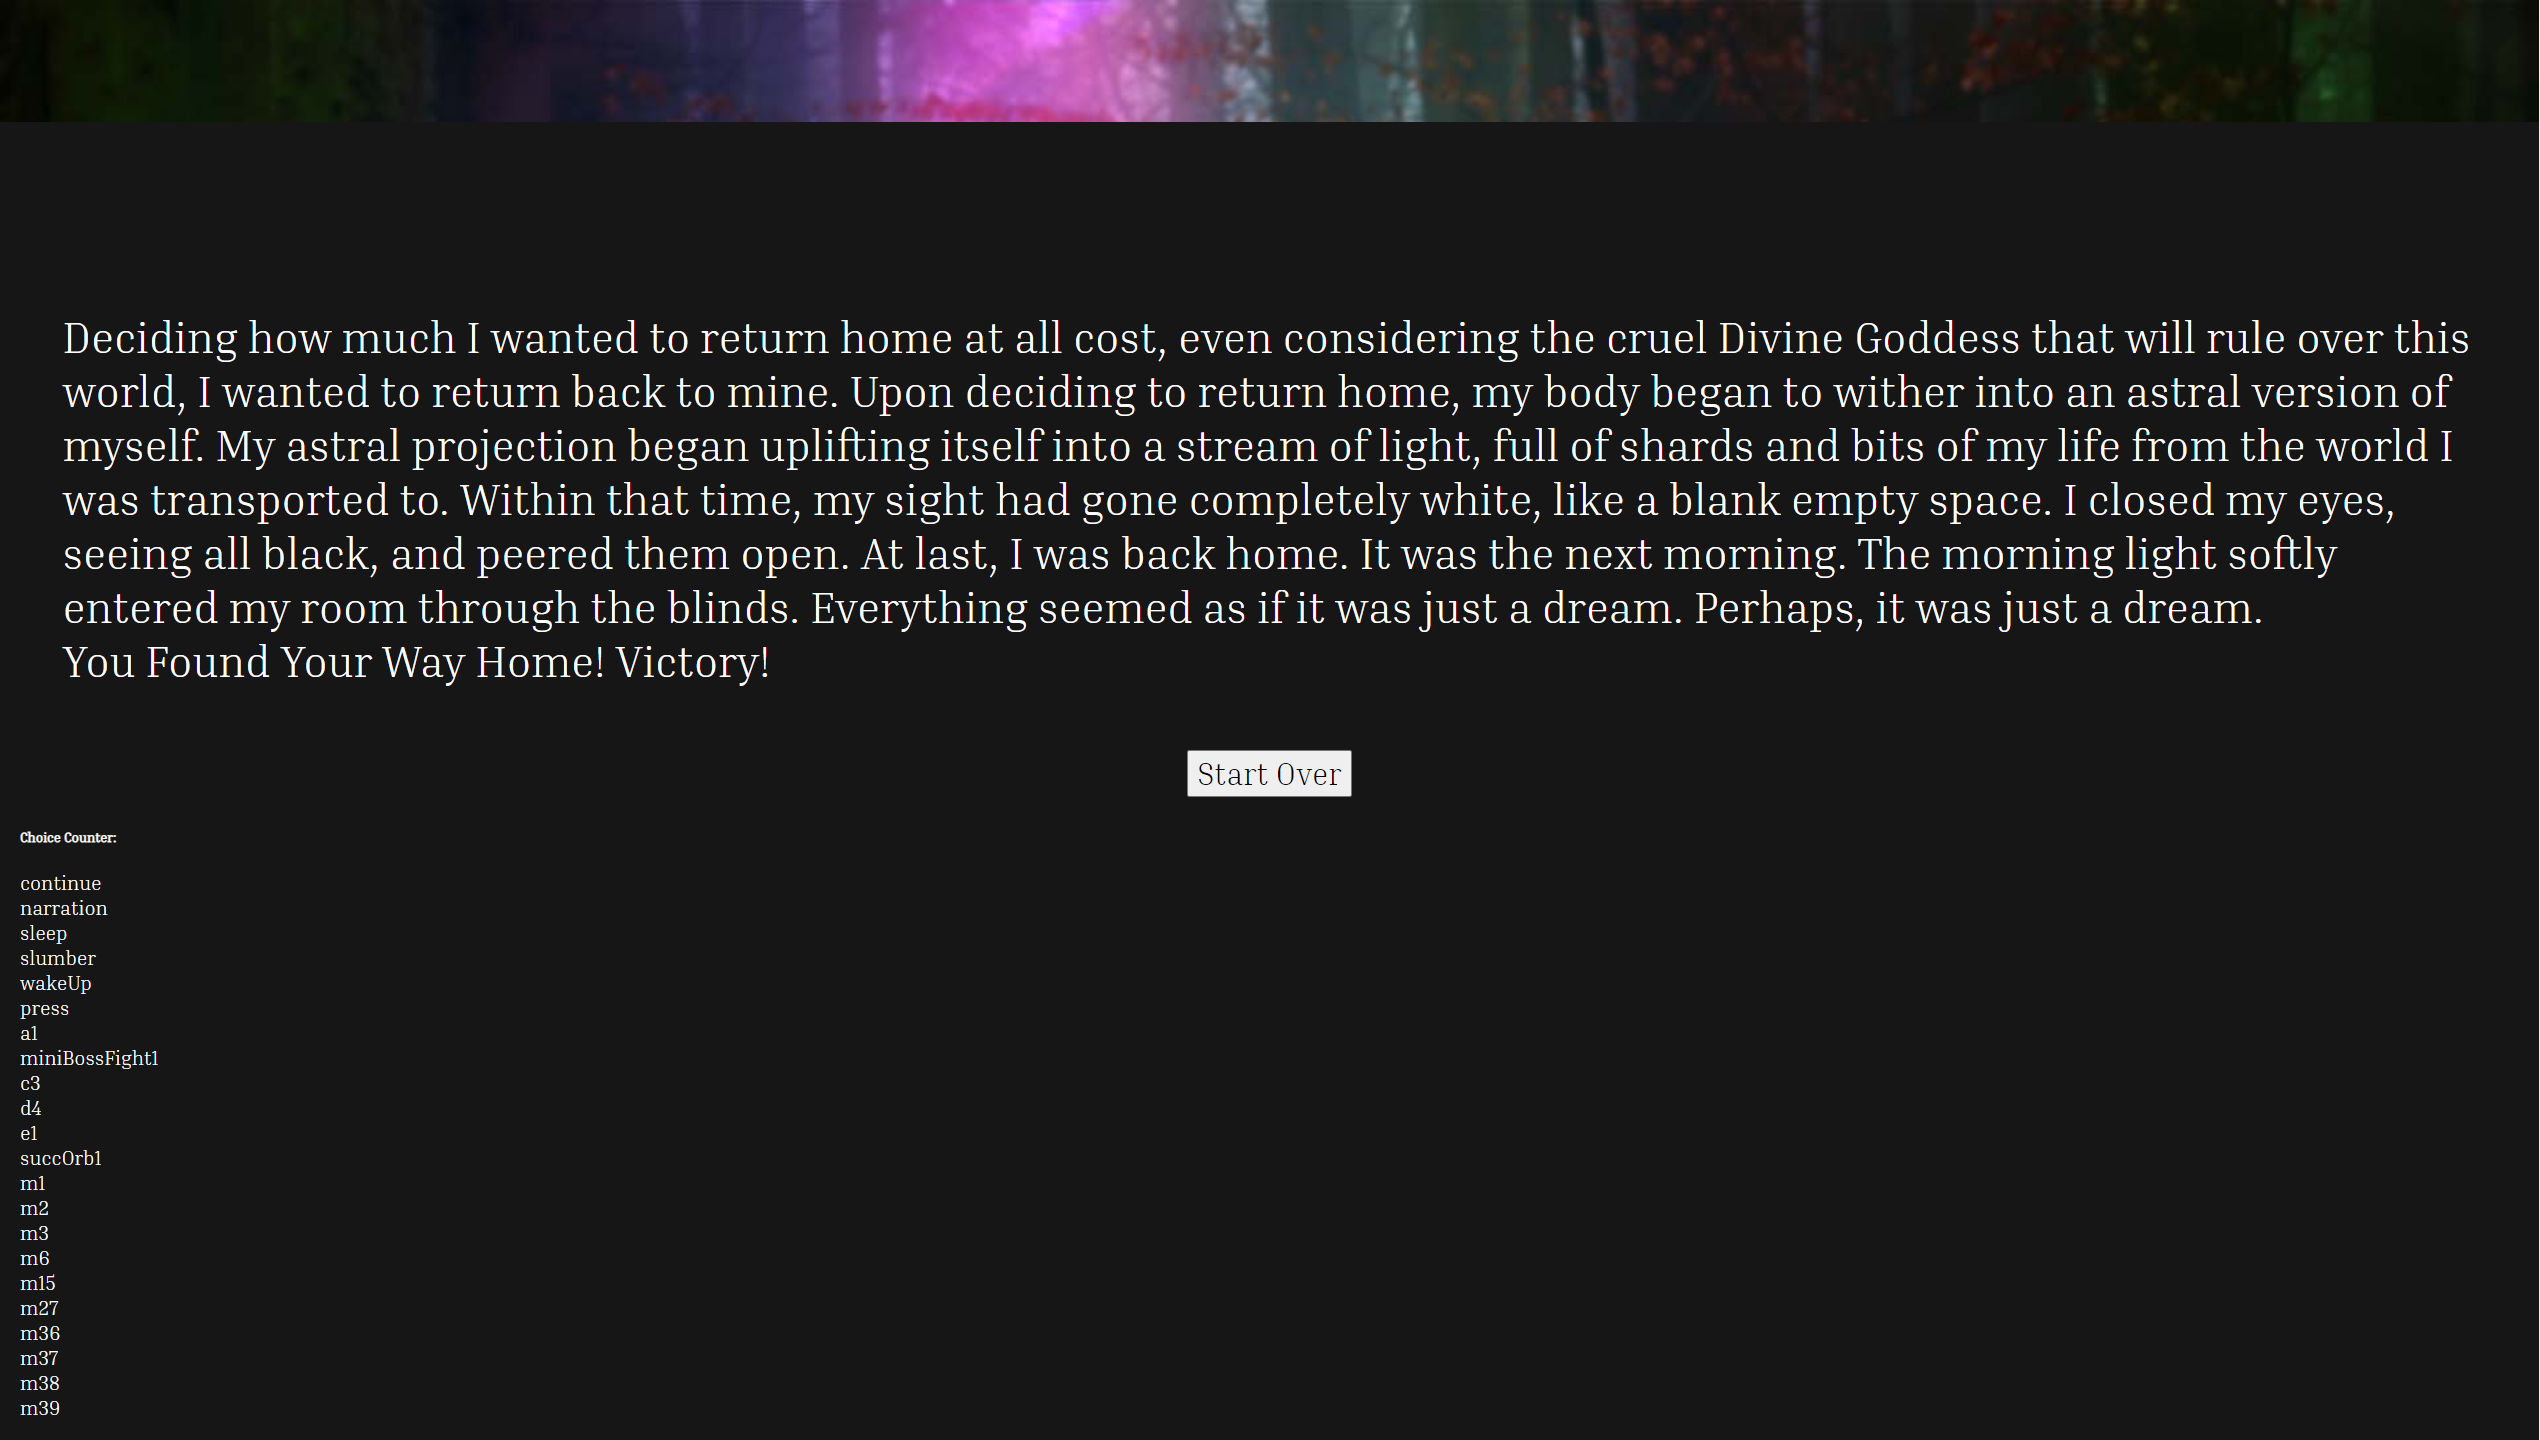 Deciding how much I wanted to return home at all cost, even considering the cruel Divine Goddess that will rule over this
world, I wanted to return back to mine. Upon deciding to return home, my body began to wither into an astral version of
myself. My astral projection began uplifting itself into a stream of light, full of shards and bits of my life from the world I
was transported to. Within that time, my sight had gone completely white, like a blank empty space. I closed my eyes,
seeing all black, and peered them open. At last, I was back home. It was the next morning. The morning light softly
entered my room through the blinds. Everything seemed as if it was just a dream. Perhaps, it was just a dream.
You Found Your Way Home! Victory!
Start Over
Choice Counter:
continue
narration
sleep
slumber
wakeUp
press
a1
miniBossFight1
c3
d4
e1
succOrb1
m1
m2
m3
m6
m15
m27
m36
m37
m38
m39